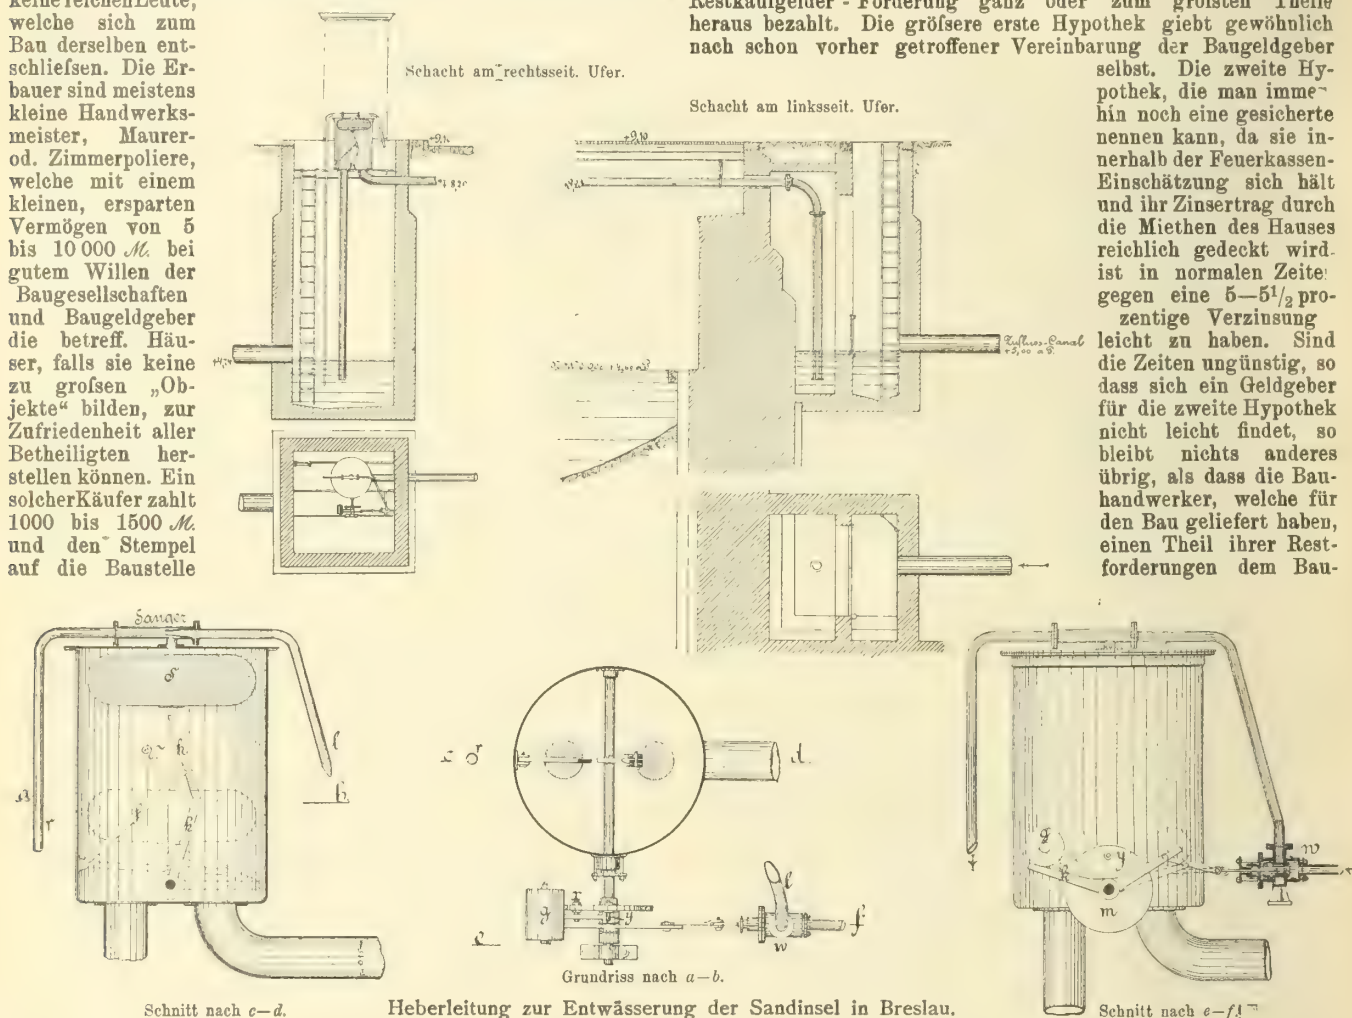 keine reichen Leute,
welche sich zum
Bau derselben ent-
schliefsen. Die Er-
bauer sind meistens
kleine Handwerks-
meister, Maurer-
od. Zimmerpoliere,
welche mit einem
kleinen, ersparten
Vermögen von 5
bis 10 000 ℳ. bei
gutem Willen der
Baugesellschaften
und Baugeldgeber
die betreff. Häu-
ser, falls sie keine
zu grofsen „Ob-
jekte“ bilden, zur
Zufriedenheit aller
Betheiligten her-
stellen können. Ein
solcher Käufer zahlt
1000 bis 1500 ℳ.
und den Stempel
auf die Baustelle
Restkaufgelder - Forderung ganz oder zum gröfsten Theile
heraus bezahlt. Die gröfsere erste Hypothek giebt gewöhnlich
nach schon vorher getroffener Vereinbarung der Baugeldgeber
selbst. Die zweite Hy-
pothek, die man imme
hin noch eine gesicherte
nennen kann, da sie in-
nerhalb der Feuerkassen-
Einschätzung sich hält
und ihr Zinsertrag durch
die Miethen des Hauses
reichlich gedeckt wird
ist in normalen Zeite
gegen eine 5—5½ pro-
zentige Verzinsung
leicht zu haben. Sind
die Zeiten ungünstig, so
dass sich ein Geldgeber
für die zweite Hypothek
nicht leicht findet, so
bleibt nichts anderes
übrig, als dass die Bau-
handwerker, welche für
den Bau geliefert haben,
einen Theil ihrer Rest-
forderungen dem Bau-
Schacht am rechtsseit. Ufer.
Schacht am linksseit. Ufer.
+9,10
Zufluss-Canal
+5,00 a. P.
Sauger
S
k
k'
l
b
r
r
d
g
x
y
l
w
e
f
g
k
y
m
w
Grundriss nach a—b.
Schnitt nach c—d.
Heberleitung zur Entwässerung der Sandinsel in Breslau.
Schnitt nach e—f.